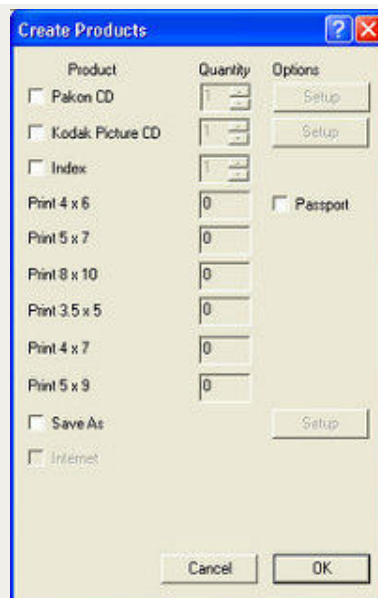 Create Products
Product Quantity Options
Pakon CD 1 Setup
Kodak Picture CD 1 Setup
Index 1
Print 4 x 6 0 Passport
Print 5 x 7 0
Print 8 x 10 0
Print 3.5 x 5 0
Print 4 x 7 0
Print 5 x 9 0
Save As Setup
Internet
Cancel OK